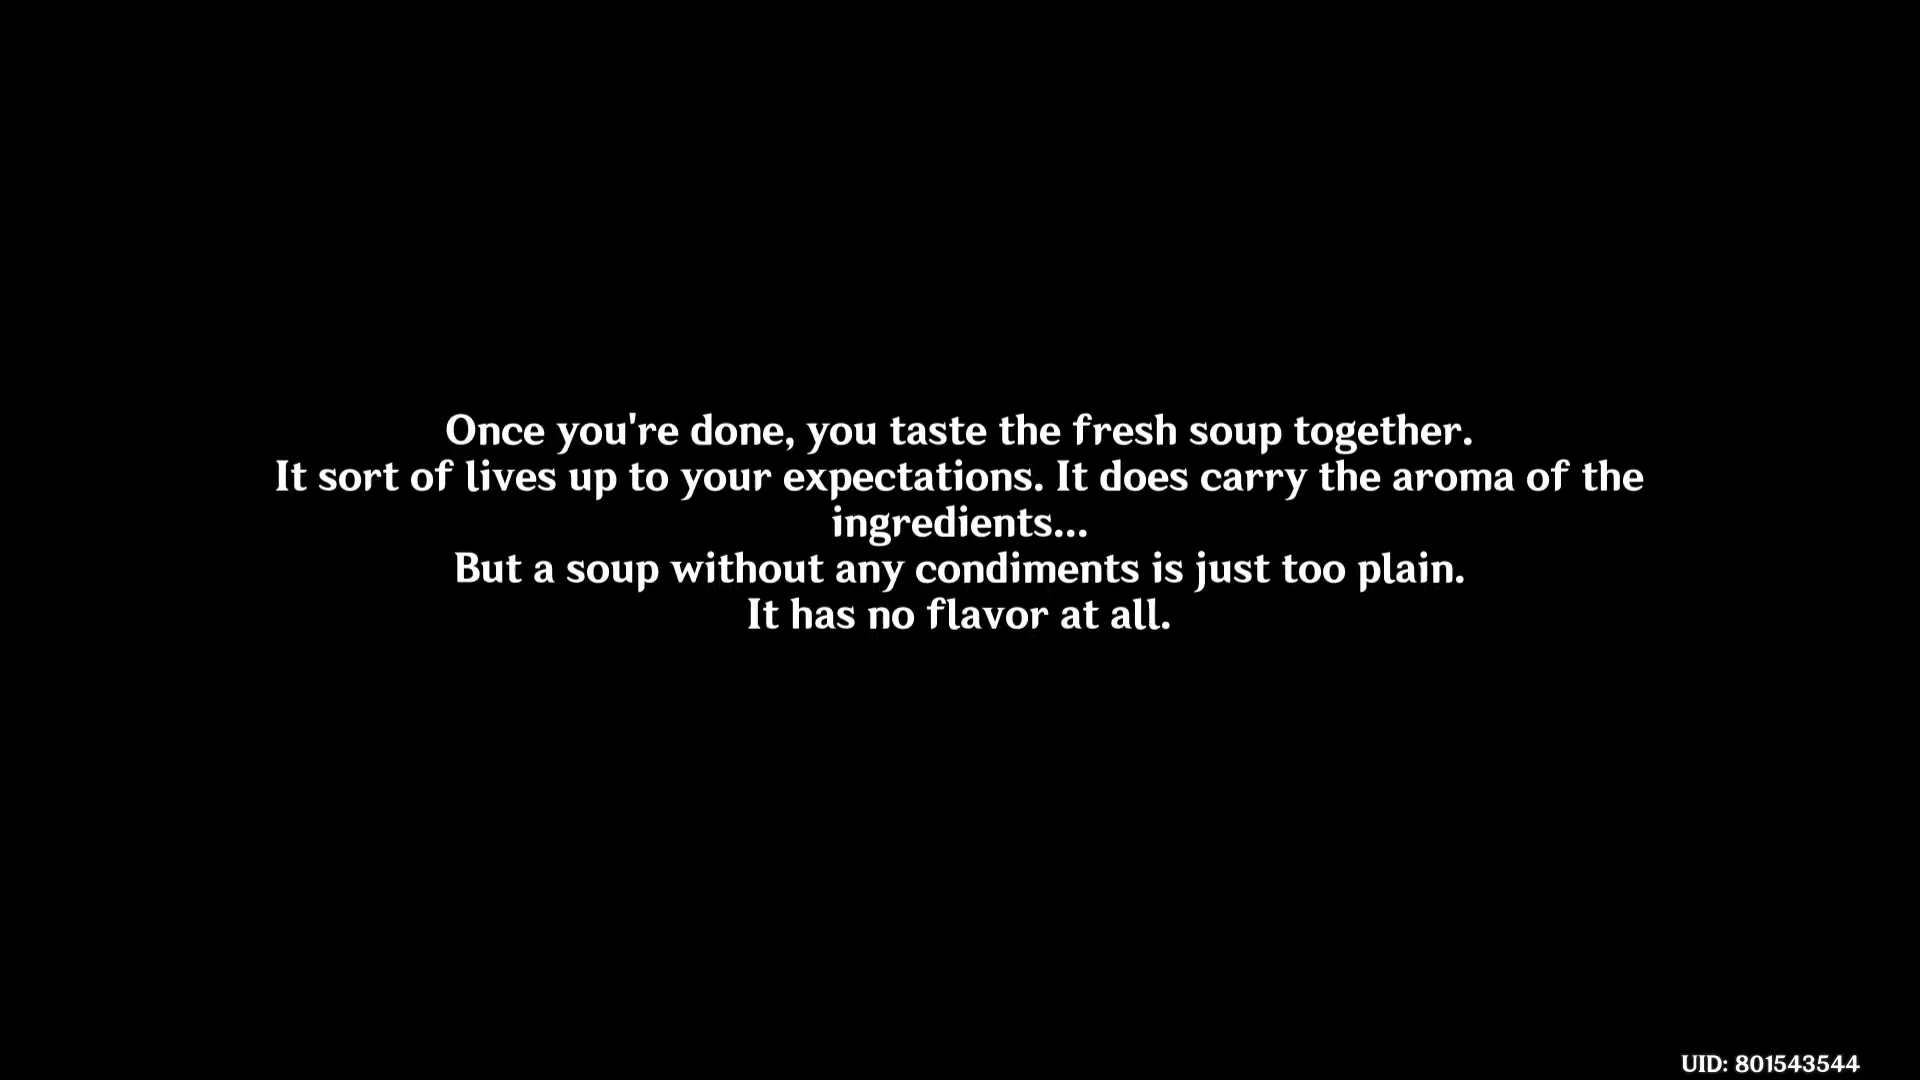 Once you're done, you taste the fresh soup together.
It sort of lives up to your expectations. It does carry the aroma of the
ingredients...
But a soup without any condiments is just too plain.
It has no flavor at all.
UID: 801543544